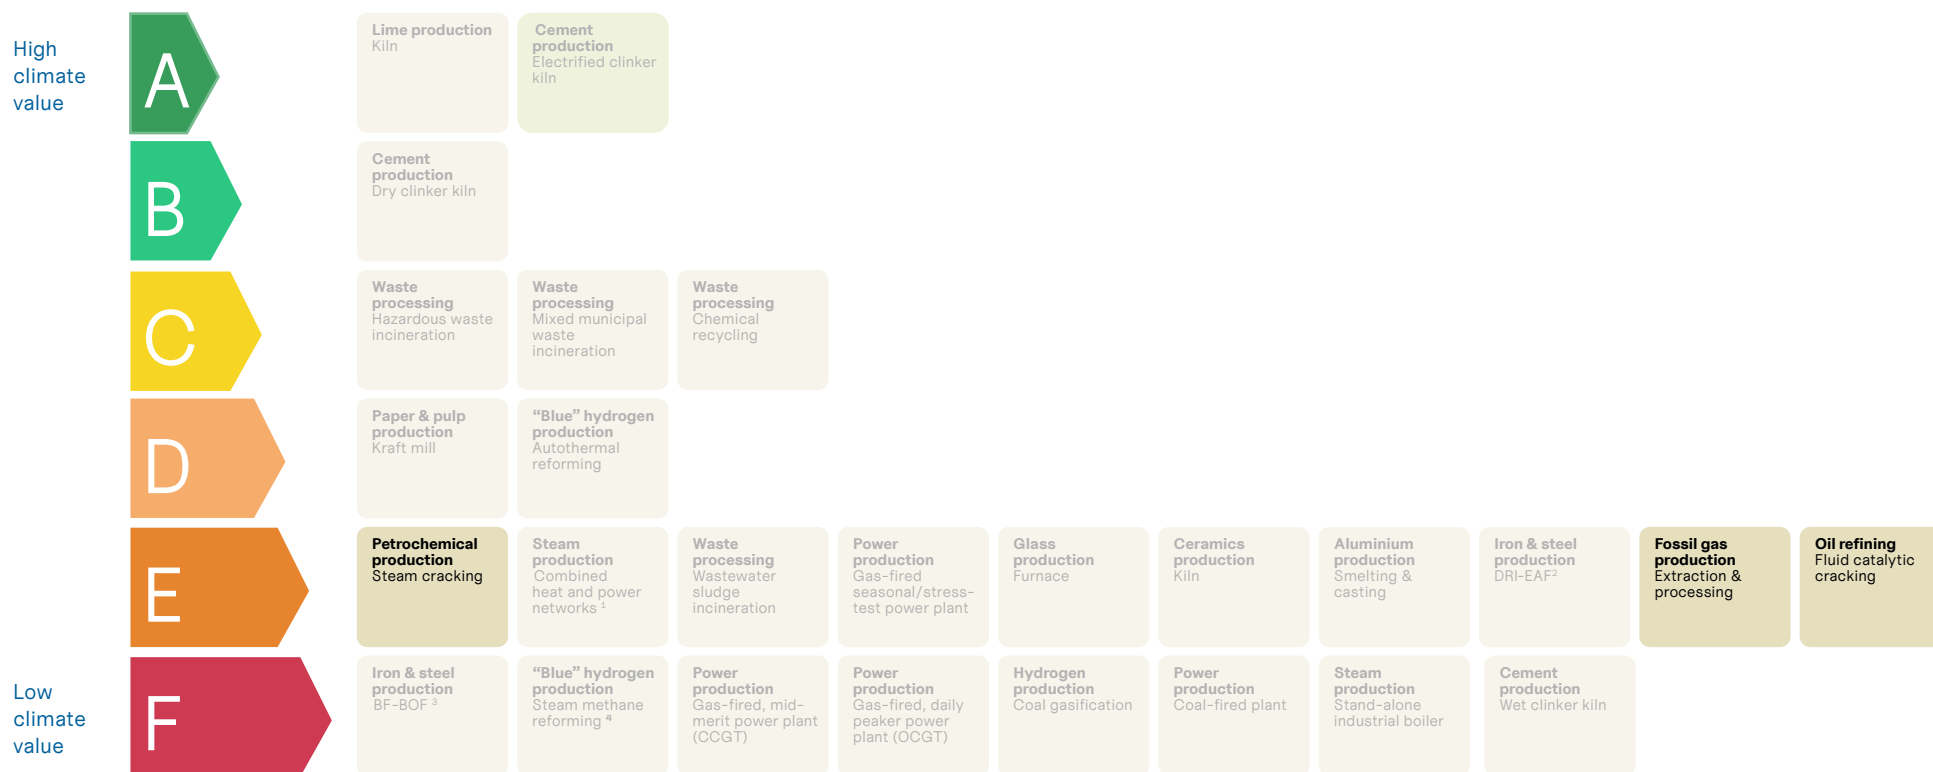 High
climate
value
A
Lime production
Kiln
Cement
production
Electrified clinker
kiln
B
Cement
production
Dry clinker kiln
C
Waste
processing
Hazardous waste
incineration
Waste
processing
Mixed municipal
waste
incineration
Waste
processing
Chemical
recycling
D
Paper & pulp
production
Kraft mill
“Blue” hydrogen
production
Autothermal
reforming
E
Petrochemical
production
Steam cracking
Steam
production
Combined
heat and power
networks ¹
Waste
processing
Wastewater
sludge
incineration
Power
production
Gas-fired
seasonal/stress-
test power plant
Glass
production
Furnace
Ceramics
production
Kiln
Aluminium
production
Smelting &
casting
Iron & steel
production
DRI-EAF²
Fossil gas
production
Extraction &
processing
Oil refining
Fluid catalytic
cracking
Low
climate
value
F
Iron & steel
production
BF-BOF ³
“Blue” hydrogen
production
Steam methane
reforming ⁴
Power
production
Gas-fired, mid-
merit power plant
(CCGT)
Power
production
Gas-fired, daily
peaker power
plant (OCGT)
Hydrogen
production
Coal gasification
Power
production
Coal-fired plant
Steam
production
Stand-alone
industrial boiler
Cement
production
Wet clinker kiln